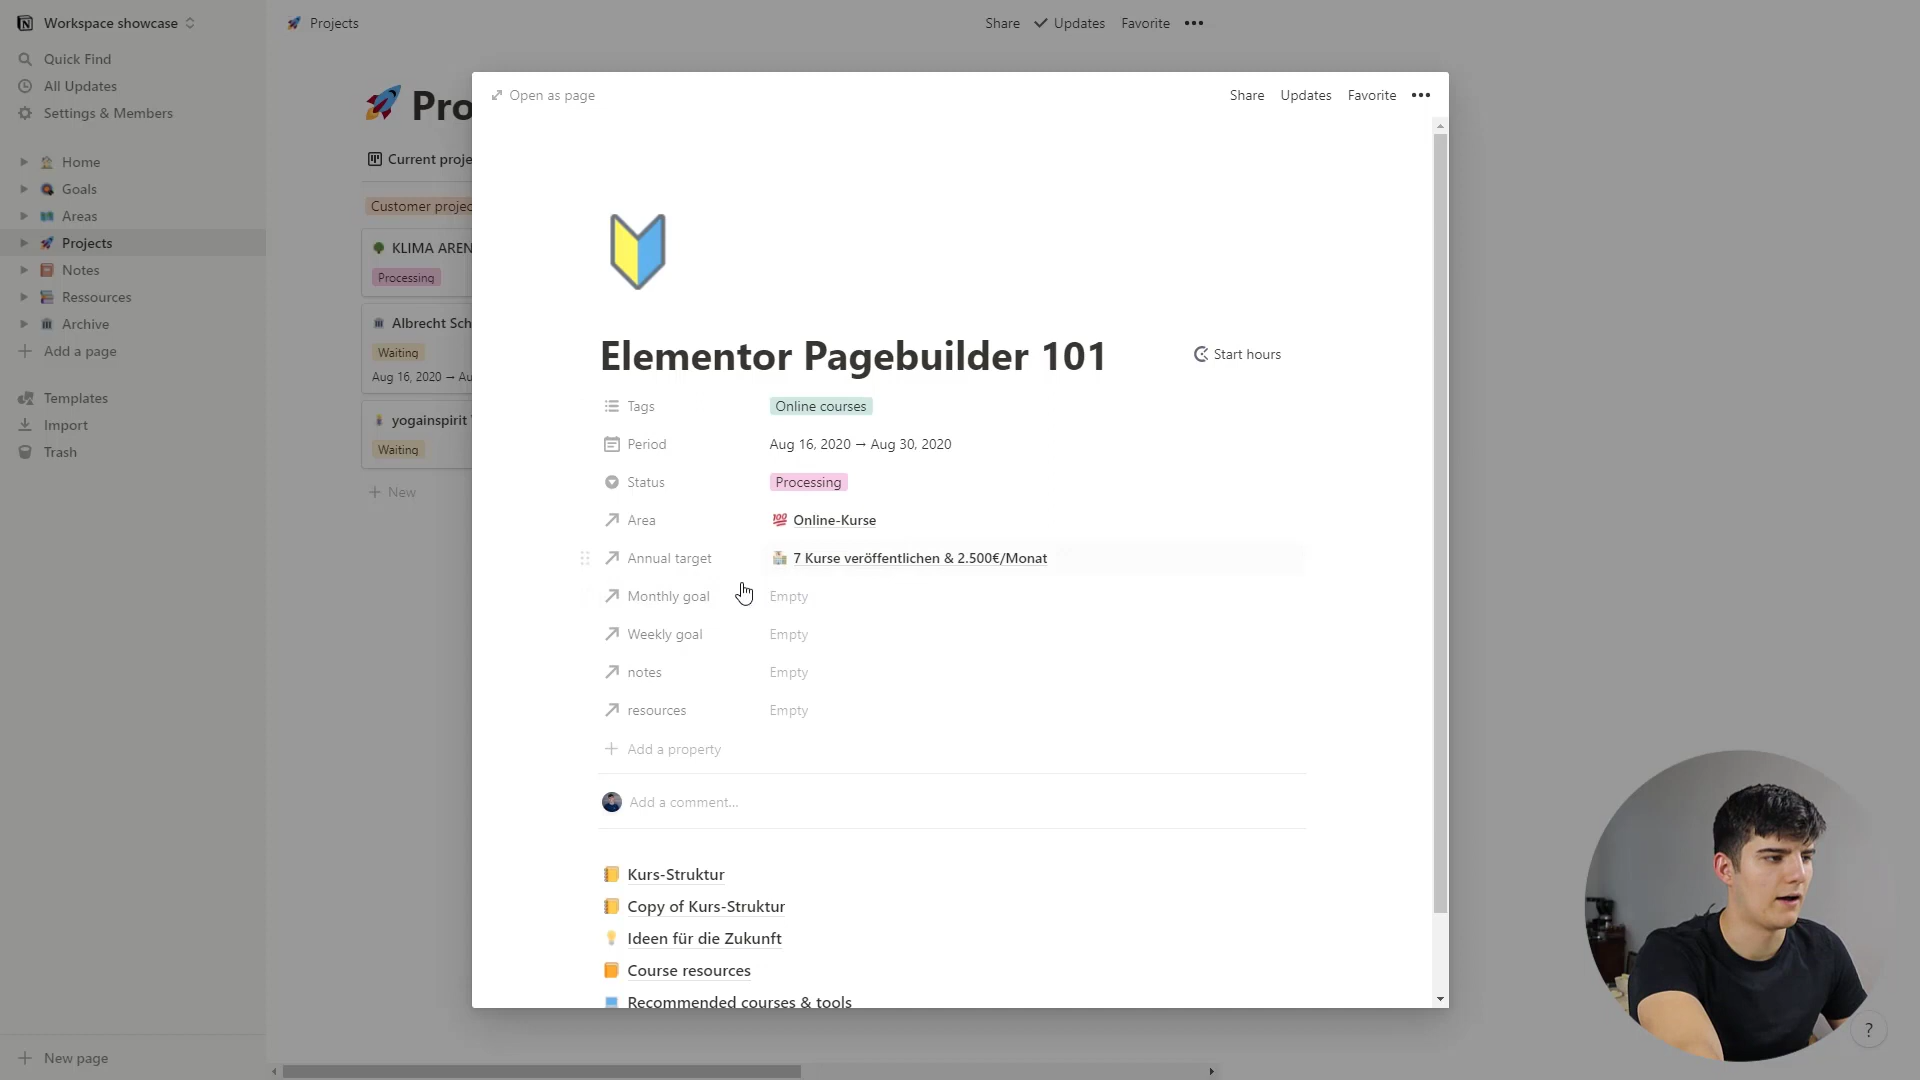 Workspace showcase
Quick Find
All Updates
Settings & Members
Home
Goals
Areas
Projects
Notes
Ressources
Archive
Add a page
Templates
Import
Trash
New page
Projects
Share Updates Favorite
Pro
Current proje
Customer projec
KLIMA AREN
Processing
Albrecht Sch
Waiting
Aug 16, 2020 → Au
yogainspirit
Waiting
New
Open as page
Share Updates Favorite
Elementor Pagebuilder 101
Start hours
Tags Online courses
Period Aug 16, 2020 → Aug 30, 2020
Status Processing
Area 100 Online-Kurse
Annual target 7 Kurse veröffentlichen & 2.500€/Monat
Monthly goal Empty
Weekly goal Empty
notes Empty
resources Empty
Add a property
Add a comment...
Kurs-Struktur
Copy of Kurs-Struktur
Ideen für die Zukunft
Course resources
Recommended courses & tools
?